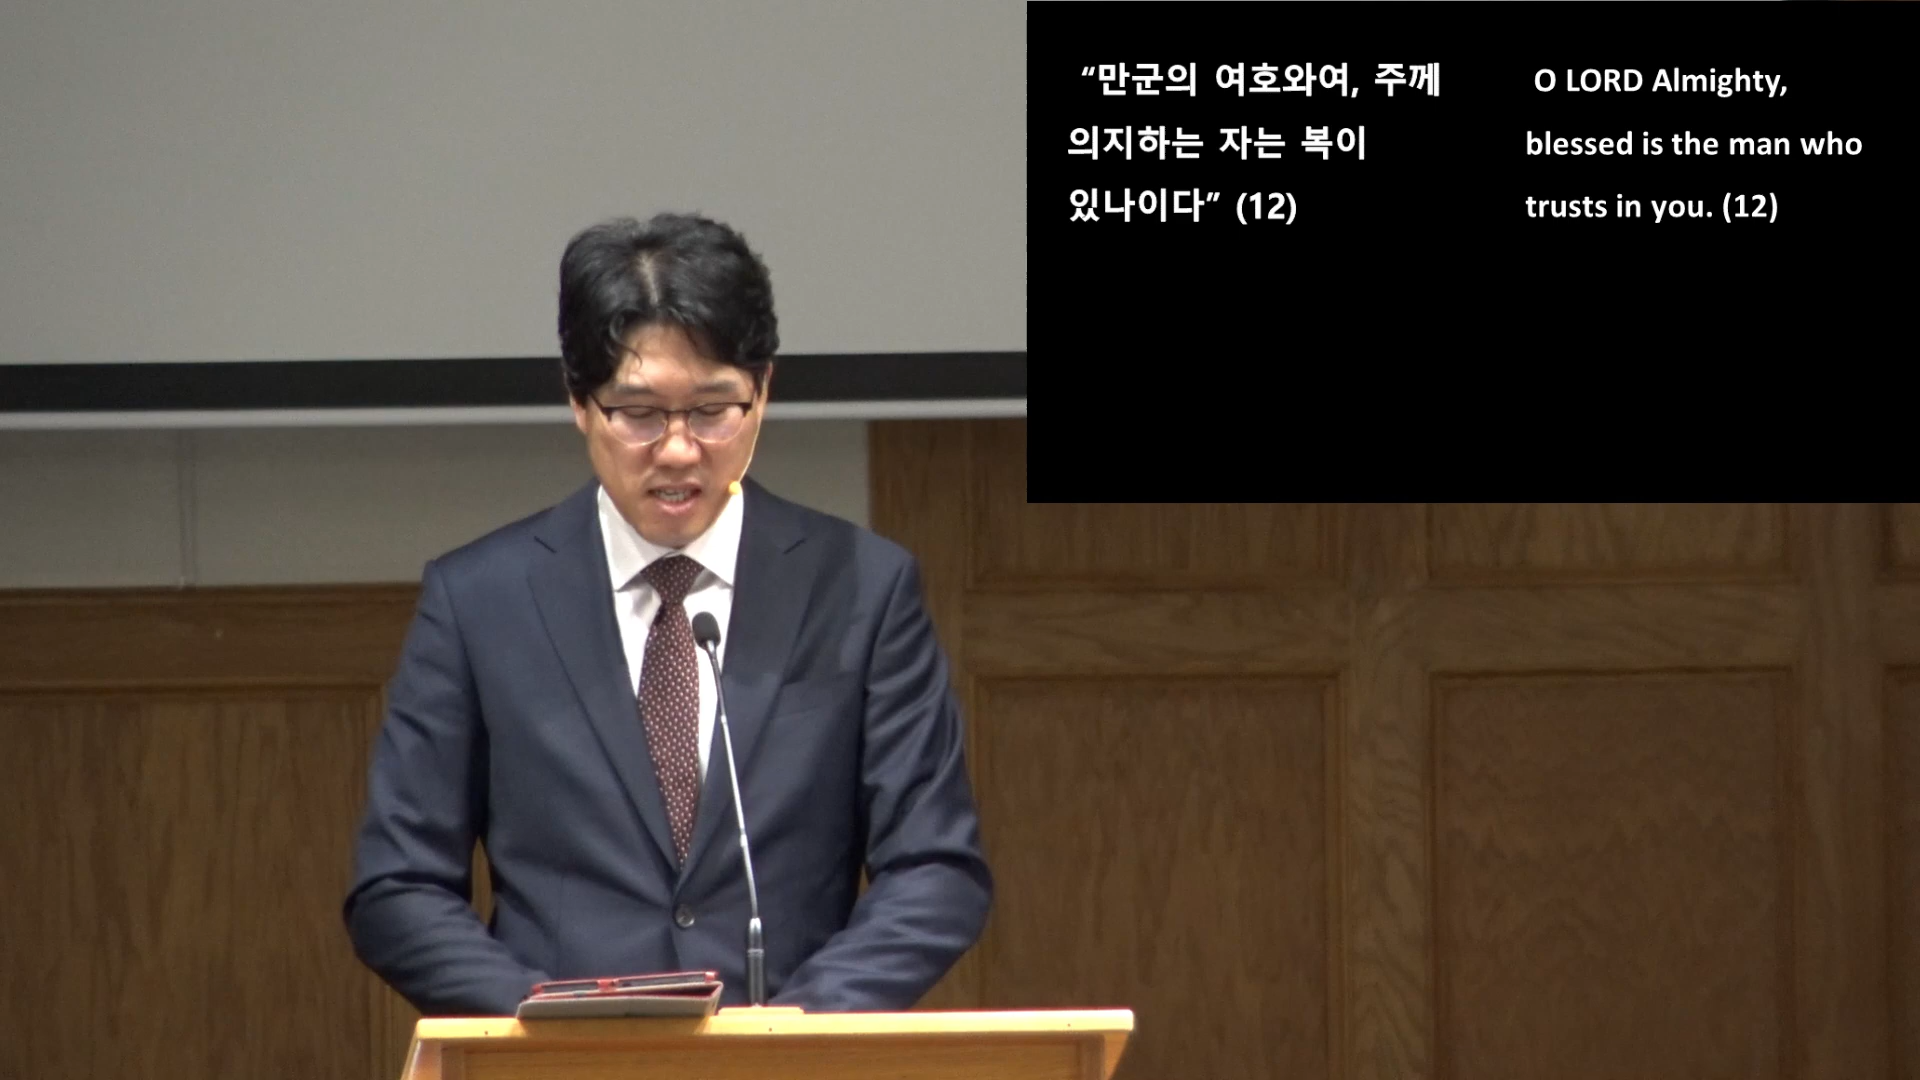 “만군의 여호와여, 주께
의지하는 자는 복이
있나이다” (12)
O LORD Almighty,
blessed is the man who
trusts in you. (12)